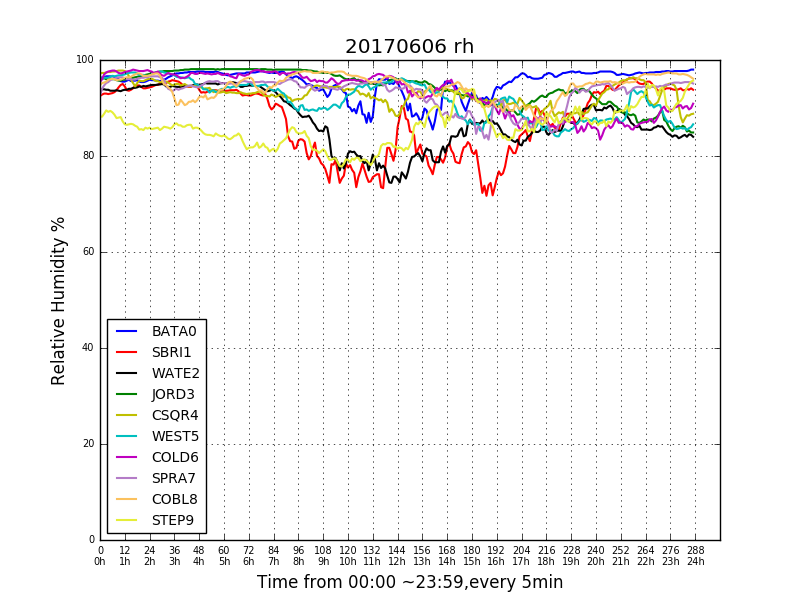 20170606 rh
100
80
60
40
20
0
Relative Humidity %
BATA0
SBRI1
WATE2
JORD3
CSQR4
WEST5
COLD6
SPRA7
COBL8
STEP9
0 12 24 36 48 60 72 84 96 108 120 132 144 156 168 180 192 204 216 228 240 252 264 276 288
0h 1h 2h 3h 4h 5h 6h 7h 8h 9h 10h 11h 12h 13h 14h 15h 16h 17h 18h 19h 20h 21h 22h 23h 24h
Time from 00:00 ~23:59,every 5min